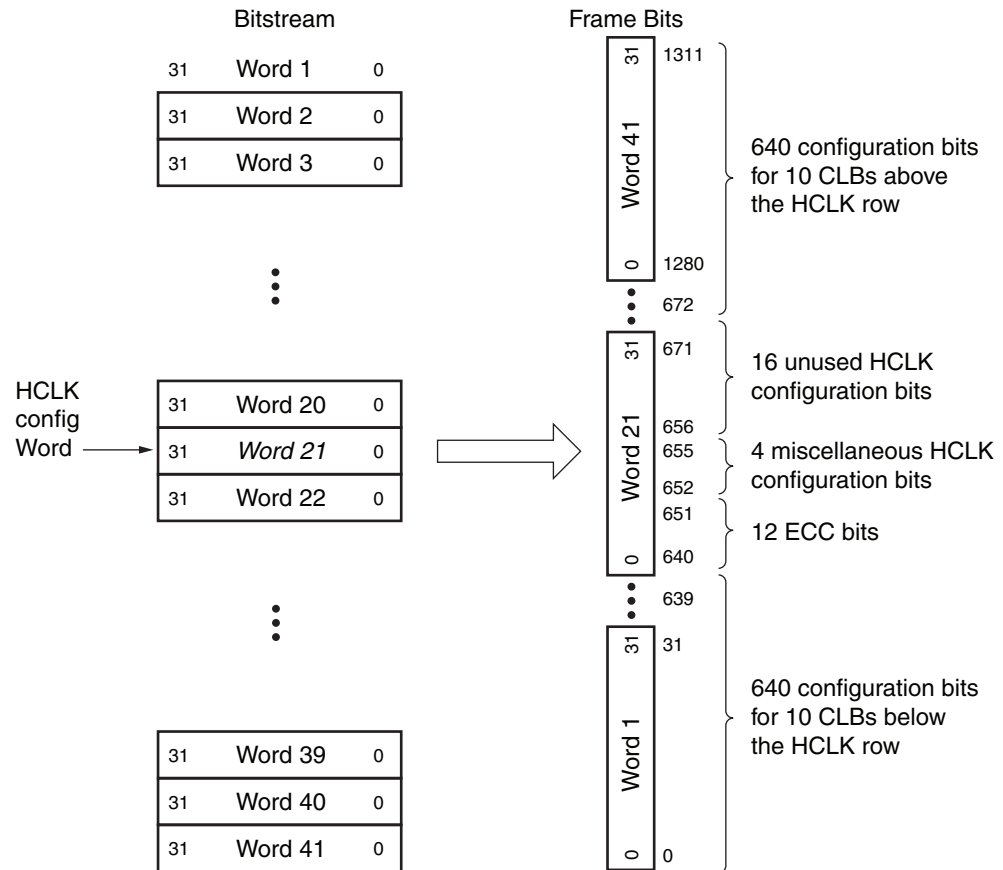 Bitstream
31 Word 1 0
31 Word 2 0
31 Word 3 0
HCLK
config
Word
31 Word 20 0
31 Word 21 0
31 Word 22 0
31 Word 39 0
31 Word 40 0
31 Word 41 0
Frame Bits
31 1311
Word 41
0 1280
640 configuration bits
for 10 CLBs above
the HCLK row
672
31 671
16 unused HCLK
configuration bits
656
Word 21
655
4 miscellaneous HCLK
configuration bits
652
651
12 ECC bits
0 640
639
31 31
Word 1
640 configuration bits
for 10 CLBs below
the HCLK row
0 0